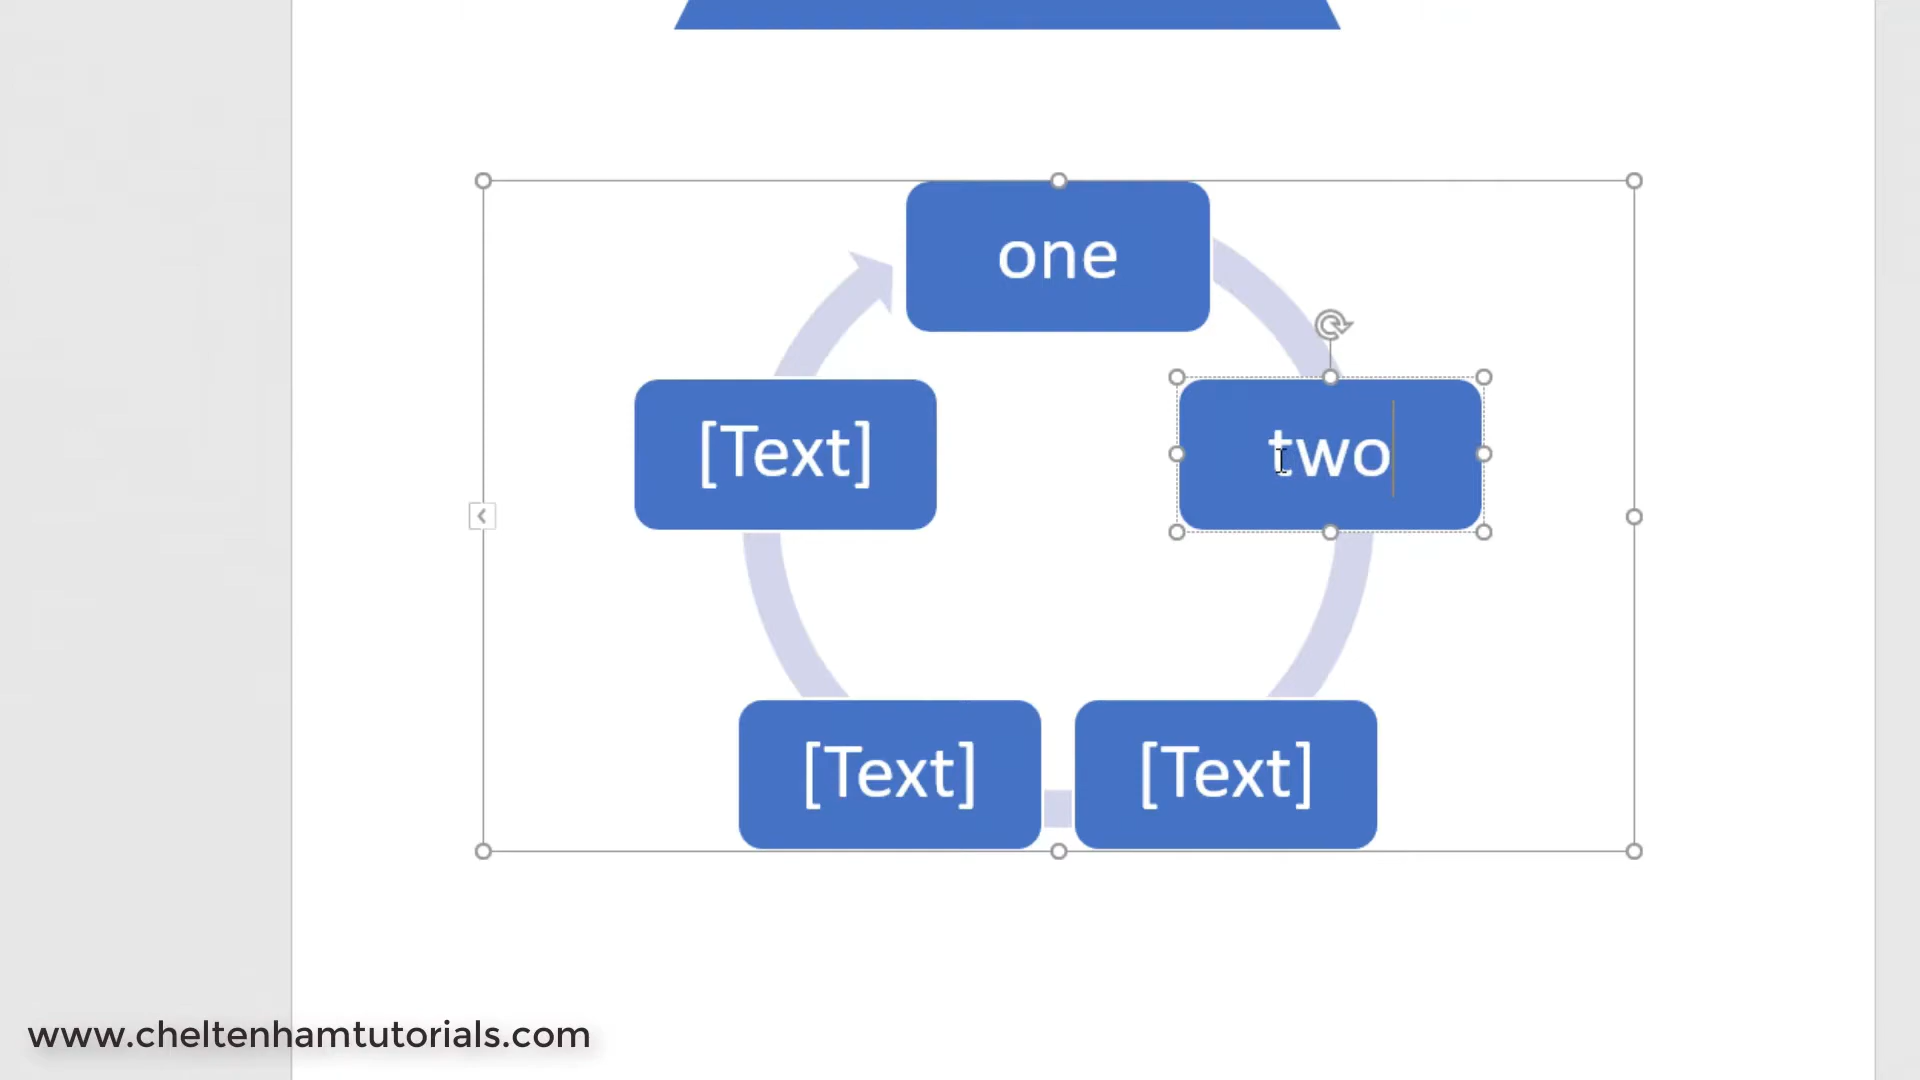 one
[Text]
two
[Text]
[Text]
www.cheltenhamtutorials.com